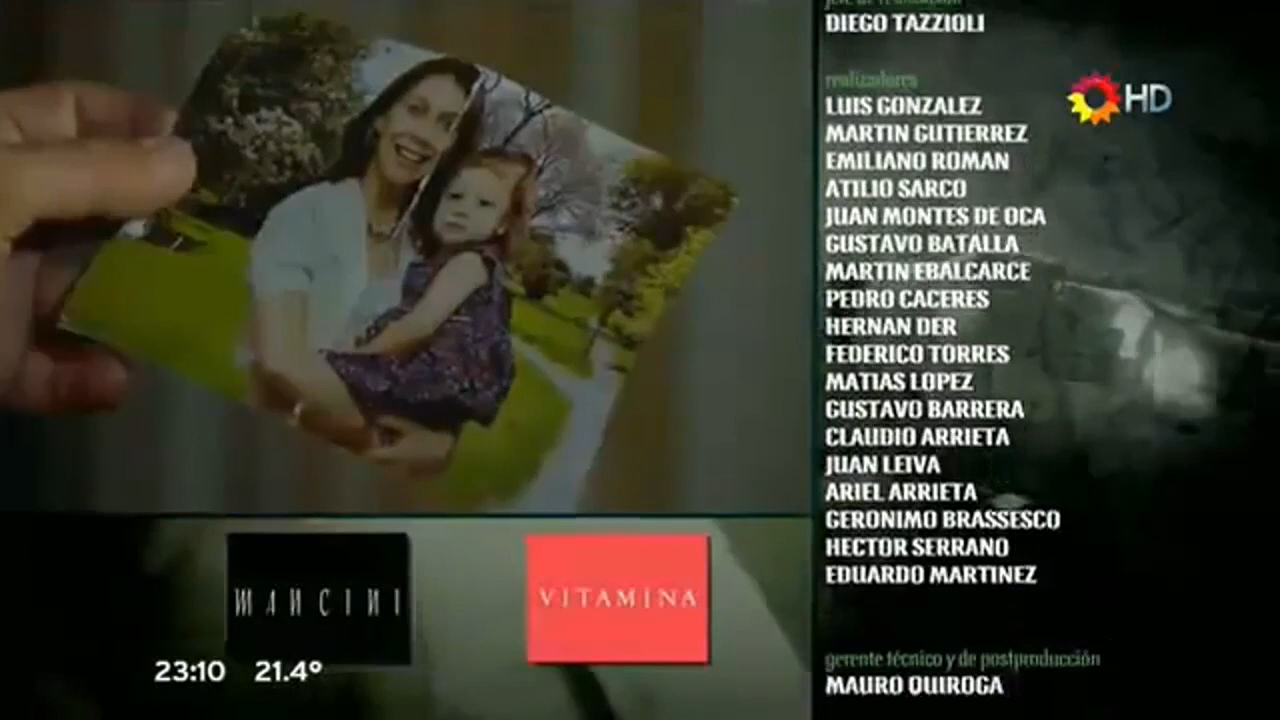 DIEGO TAZZIOLI
realizadores
LUIS GONZALEZ
MARTIN GUTIERREZ
EMILIANO ROMAN
ATILIO SARCO
JUAN MONTES DE OCA
GUSTAVO BATALLA
MARTIN EBALCARCE
PEDRO CACERES
HERNAN DER
FEDERICO TORRES
MATIAS LOPEZ
GUSTAVO BARRERA
CLAUDIO ARRIETA
JUAN LEIVA
ARIEL ARRIETA
GERONIMO BRASSESCO
HECTOR SERRANO
EDUARDO MARTINEZ
gerente técnico y de postproducción
MAURO QUIROGA
HD
MANCINI
VITAMINA
23:10 21.4°